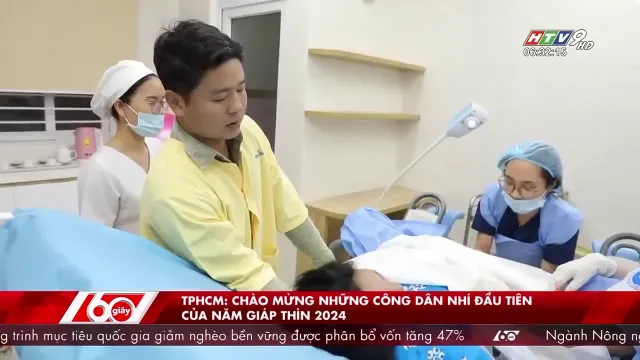 HTV9 HD
06:32:15
60 giây
TPHCM: CHÀO MỪNG NHỮNG CÔNG DÂN NHÍ ĐẦU TIÊN
CỦA NĂM GIÁP THÌN 2024
ng trình mục tiêu quốc gia giảm nghèo bền vững được phân bổ vốn tăng 47% 60giây Ngành Nông n